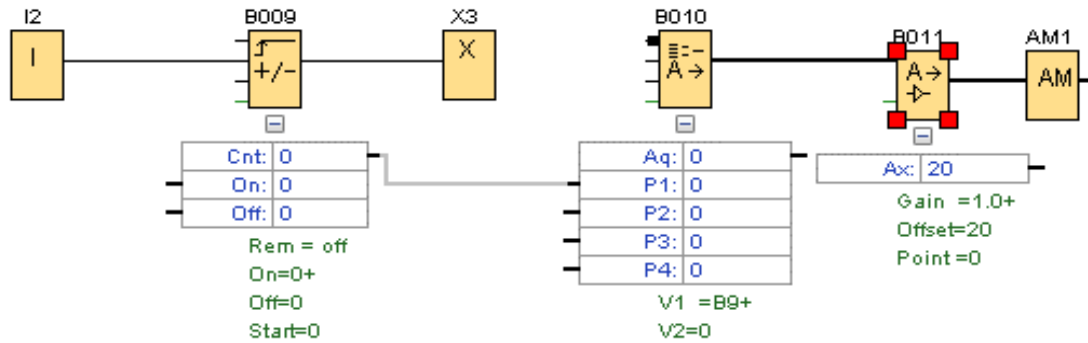 I2 B009 X3 B010 B011 AM1
I +/- X A→ A→ AM
Cnt: 0
On: 0
Off: 0
Rem = off
On=0+
Off=0
Start=0
Aq: 0
P1: 0
P2: 0
P3: 0
P4: 0
V1 =B9+
V2=0
Ax: 20
Gain =1.0+
Offset=20
Point =0